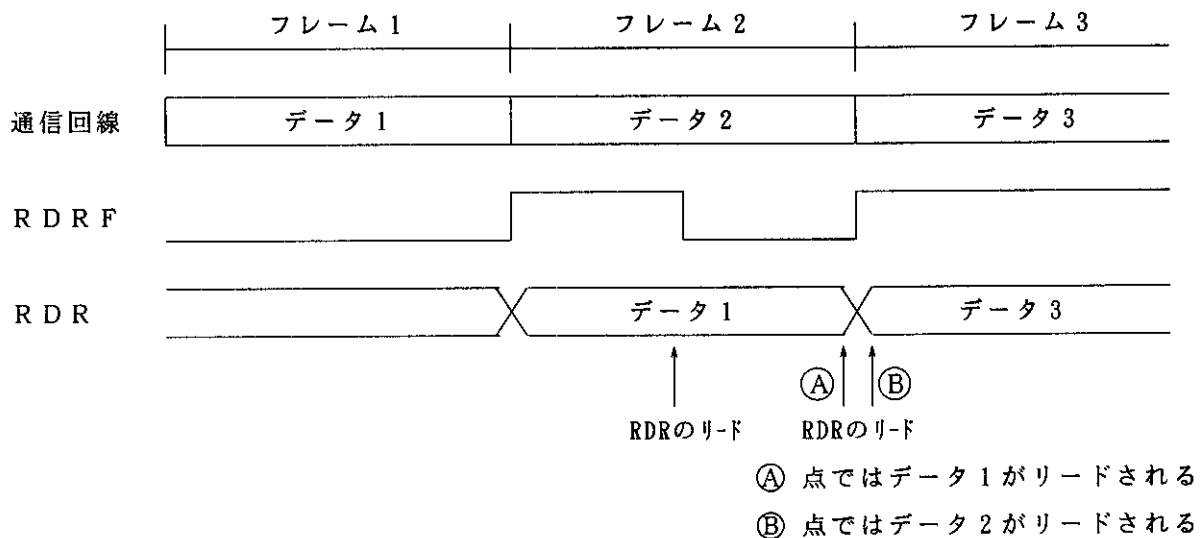 フレーム1 フレーム2 フレーム3
通信回線 データ1 データ2 データ3
RDRF
RDR データ1 データ3
Ⓐ Ⓑ
RDRのリード RDRのリード
Ⓐ 点ではデータ1がリードされる
Ⓑ 点ではデータ2がリードされる